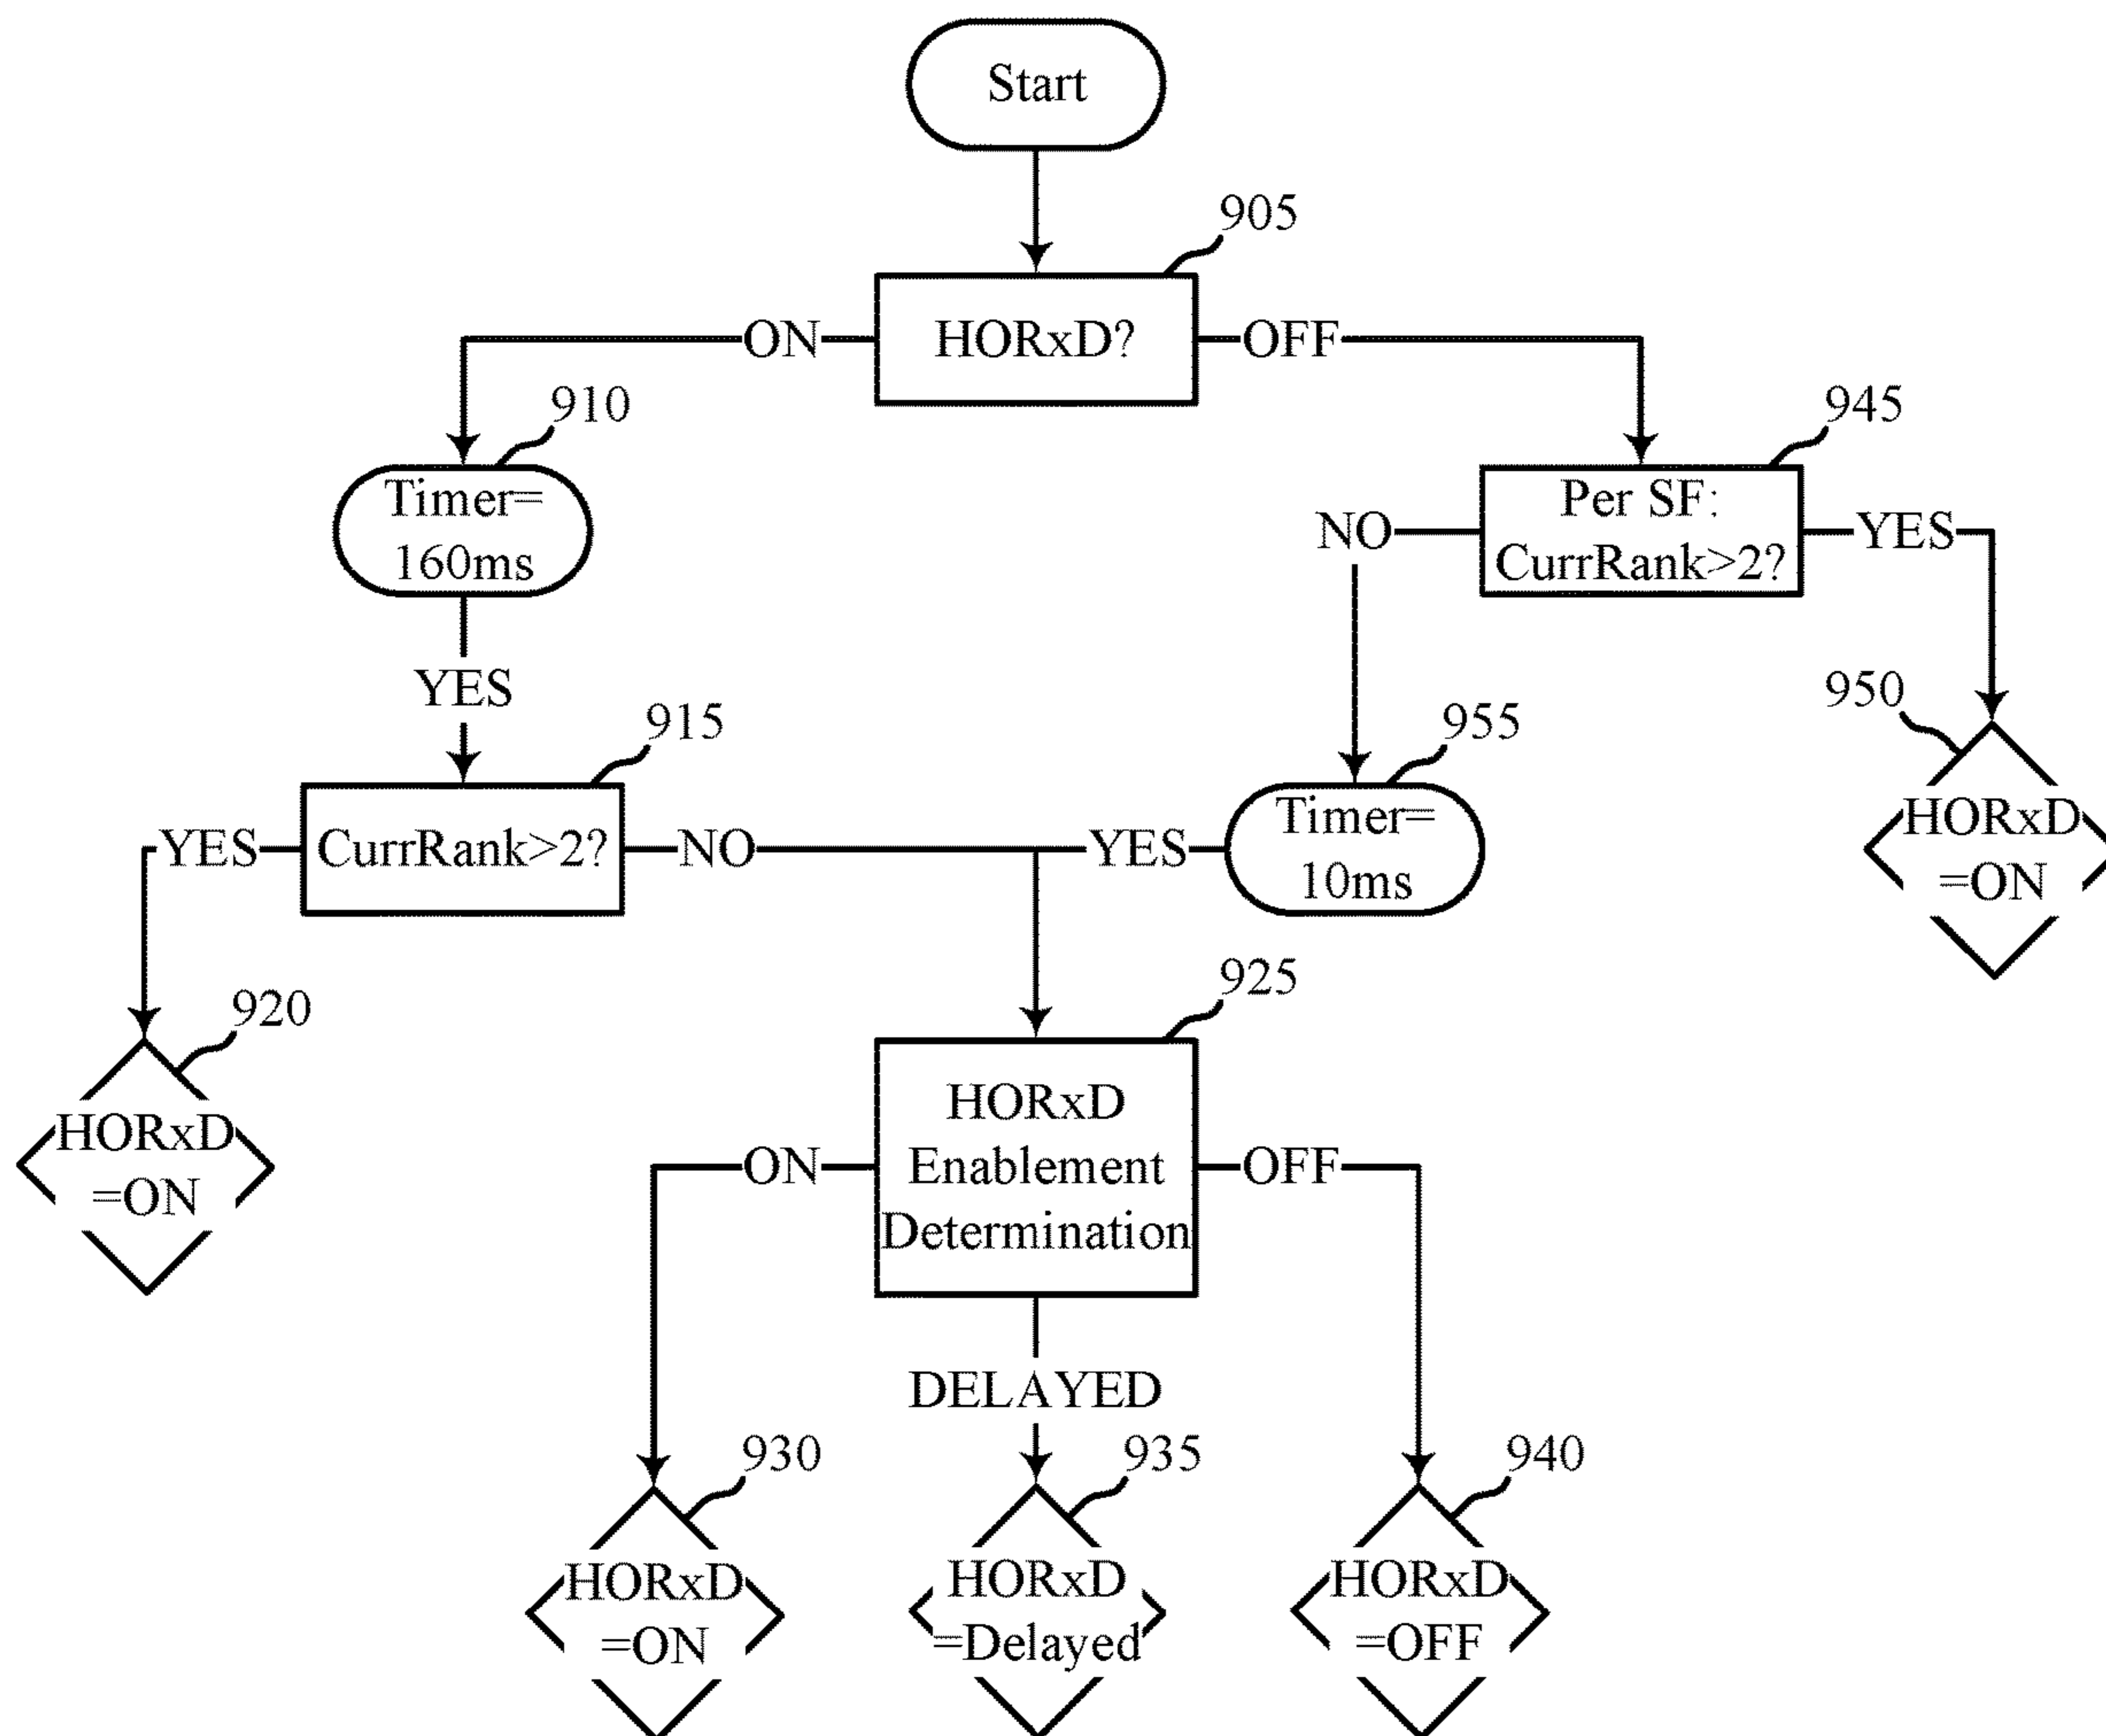 Start
905
ON
HORxD?
OFF
910
945
Timer=
160ms
NO
Per SF:
CurrRank>2?
YES
YES
915
955
950
YES
CurrRank>2?
NO
YES
Timer=
10ms
HORxD
=ON
920
925
HORxD
=ON
ON
HORxD
Enablement
Determination
OFF
DELAYED
930
935
940
HORxD
=ON
HORxD
=Delayed
HORxD
=OFF